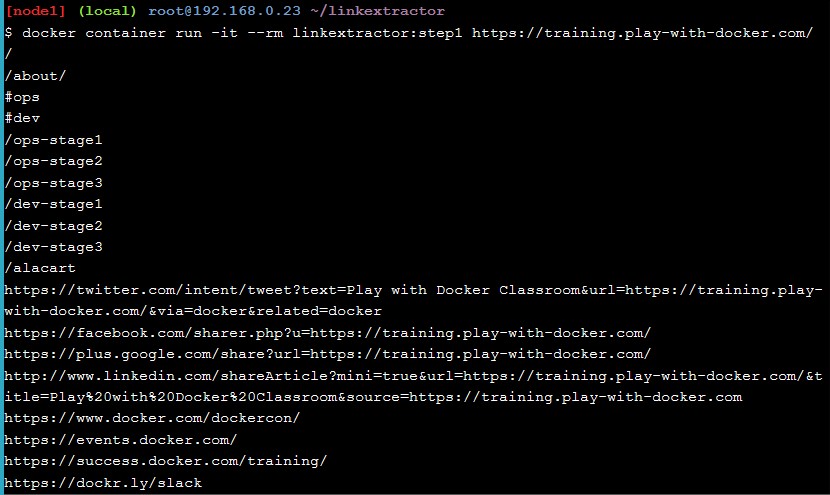 [node1] (local) root@192.168.0.23 ~/linkextractor
$ docker container run -it --rm linkextractor:step1 https://training.play-with-docker.com/
/
/about/
#ops
#dev
/ops-stage1
/ops-stage2
/ops-stage3
/dev-stage1
/dev-stage2
/dev-stage3
/alacart
https://twitter.com/intent/tweet?text=Play with Docker Classroom&url=https://training.play-
with-docker.com/&via=docker&related=docker
https://facebook.com/sharer.php?u=https://training.play-with-docker.com/
https://plus.google.com/share?url=https://training.play-with-docker.com/
http://www.linkedin.com/shareArticle?mini=true&url=https://training.play-with-docker.com/&t
itle=Play%20with%20Docker%20Classroom&source=https://training.play-with-docker.com
https://www.docker.com/dockercon/
https://events.docker.com/
https://success.docker.com/training/
https://dockr.ly/slack